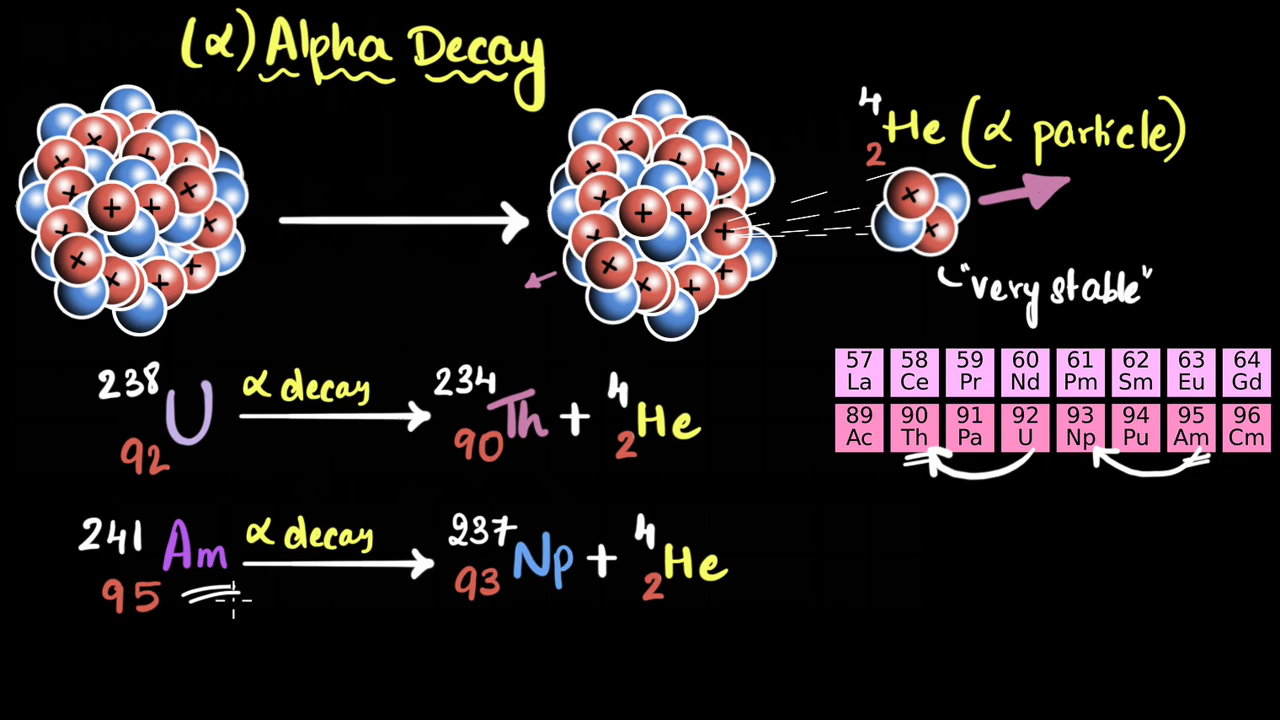 (α) Alpha Decay
4
2 He (α particle)
"very stable"
238
92 U α decay 234
90 Th + 4
2 He
57 58 59 60 61 62 63 64
La Ce Pr Nd Pm Sm Eu Gd
89 90 91 92 93 94 95 96
Ac Th Pa U Np Pu Am Cm
241
95 Am α decay 237
93 Np + 4
2 He